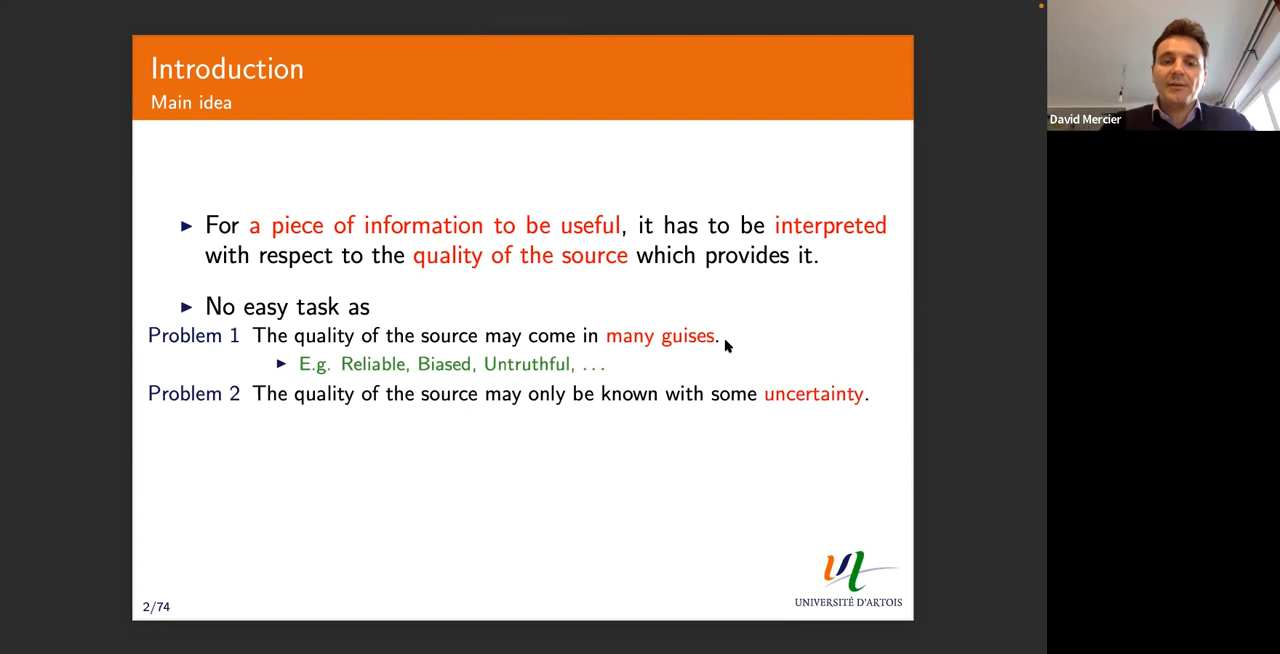 Introduction
Main idea
► For a piece of information to be useful, it has to be interpreted
with respect to the quality of the source which provides it.
► No easy task as
Problem 1 The quality of the source may come in many guises.
► E.g. Reliable, Biased, Untruthful, ...
Problem 2 The quality of the source may only be known with some uncertainty.
UNIVERSITÉ D'ARTOIS
2/74
David Mercier